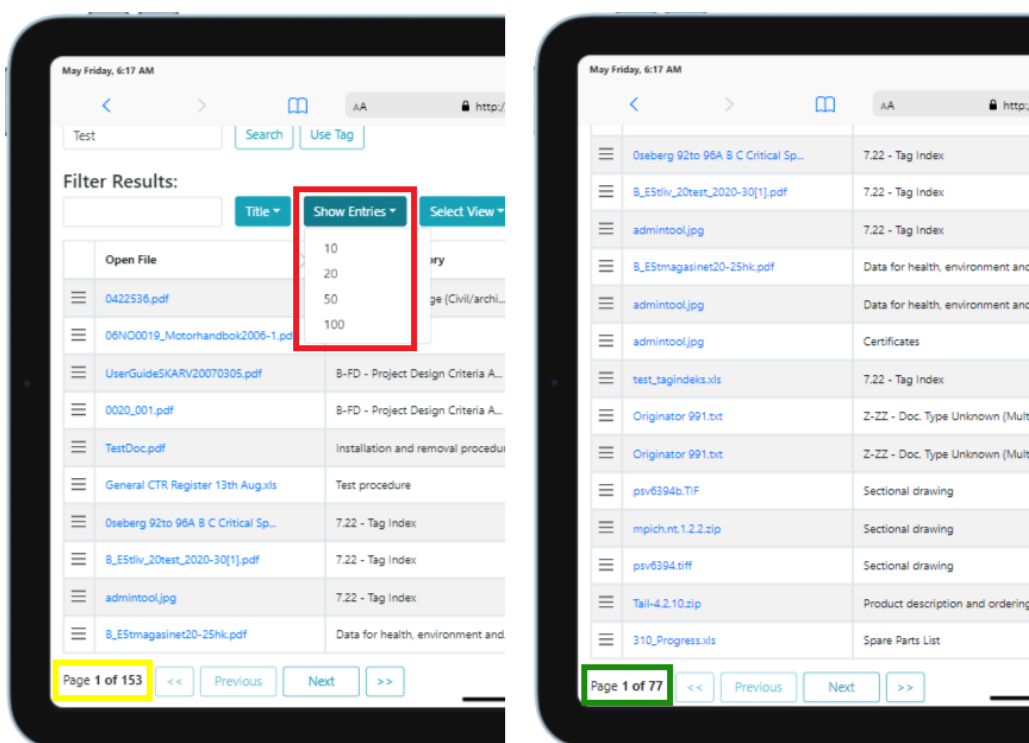 May Friday, 6:17 AM
AA http:/
Test Search Use Tag
Filter Results:
Title Show Entries Select View
10
20
50
100
Open File ory
0422536.pdf ge (Civil/archi...
06NO0019_Motorhandbok2006-1.pd
UserGuideSKARV20070305.pdf B-FD - Project Design Criteria A...
0020_001.pdf B-FD - Project Design Criteria A...
TestDoc.pdf Installation and removal procedu
General CTR Register 13th Aug.xls Test procedure
0seberg 92to 96A B C Critical Sp... 7.22 - Tag Index
B_E5tliv_20test_2020-30[1].pdf 7.22 - Tag Index
admintool.jpg 7.22 - Tag Index
B_E5tmagasinet20-25hk.pdf Data for health, environment and.
Page 1 of 153 << Previous Next >>
May Friday, 6:17 AM
AA http:/
0seberg 92to 96A B C Critical Sp... 7.22 - Tag Index
B_E5tliv_20test_2020-30[1].pdf 7.22 - Tag Index
admintool.jpg 7.22 - Tag Index
B_E5tmagasinet20-25hk.pdf Data for health, environment and
admintool.jpg Data for health, environment and
admintool.jpg Certificates
test_tagindeks.xls 7.22 - Tag Index
Originator 991.txt Z-ZZ - Doc. Type Unknown (Mult
Originator 991.txt Z-ZZ - Doc. Type Unknown (Mult
psv6394b.TIF Sectional drawing
mpich.nt.1.2.2.zip Sectional drawing
psv6394.tiff Sectional drawing
Tail-4.2.10.zip Product description and ordering
310_Progress.xls Spare Parts List
Page 1 of 77 << Previous Next >>